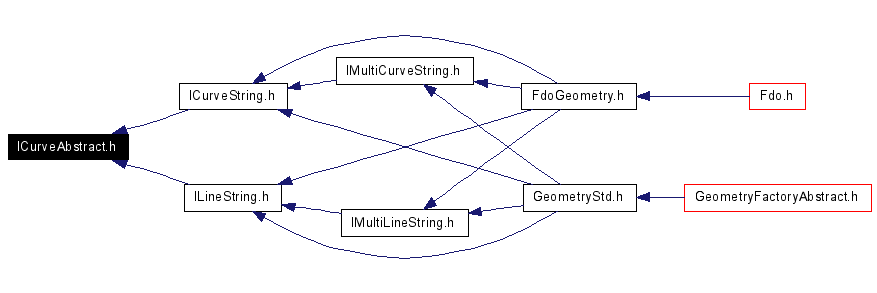 IMultiCurveString.h
ICurveString.h
FdoGeometry.h
Fdo.h
ICurveAbstract.h
ILineString.h
GeometryStd.h
GeometryFactoryAbstract.h
IMultiLineString.h